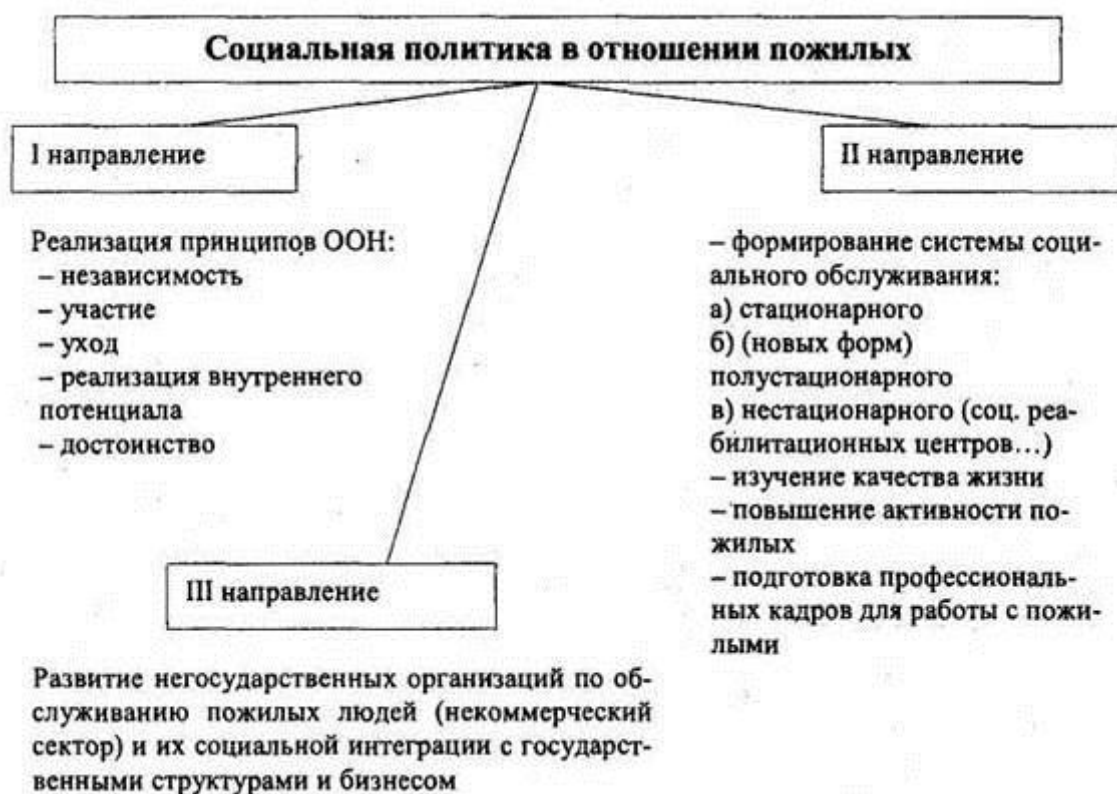 Социальная политика в отношении пожилых
I направление
Реализация принципов ООН:
– независимость
– участие
– уход
– реализация внутреннего
потенциала
– достоинство
II направление
– формирование системы соци-
ального обслуживания:
а) стационарного
б) (новых форм)
полустационарного
в) нестационарного (соц. реа-
билитационных центров...)
– изучение качества жизни
– повышение активности по-
жилых
– подготовка профессиональ-
ных кадров для работы с пожи-
лыми
III направление
Развитие негосударственных организаций по об-
служиванию пожилых людей (некоммерческий
сектор) и их социальной интеграции с государст-
венными структурами и бизнесом